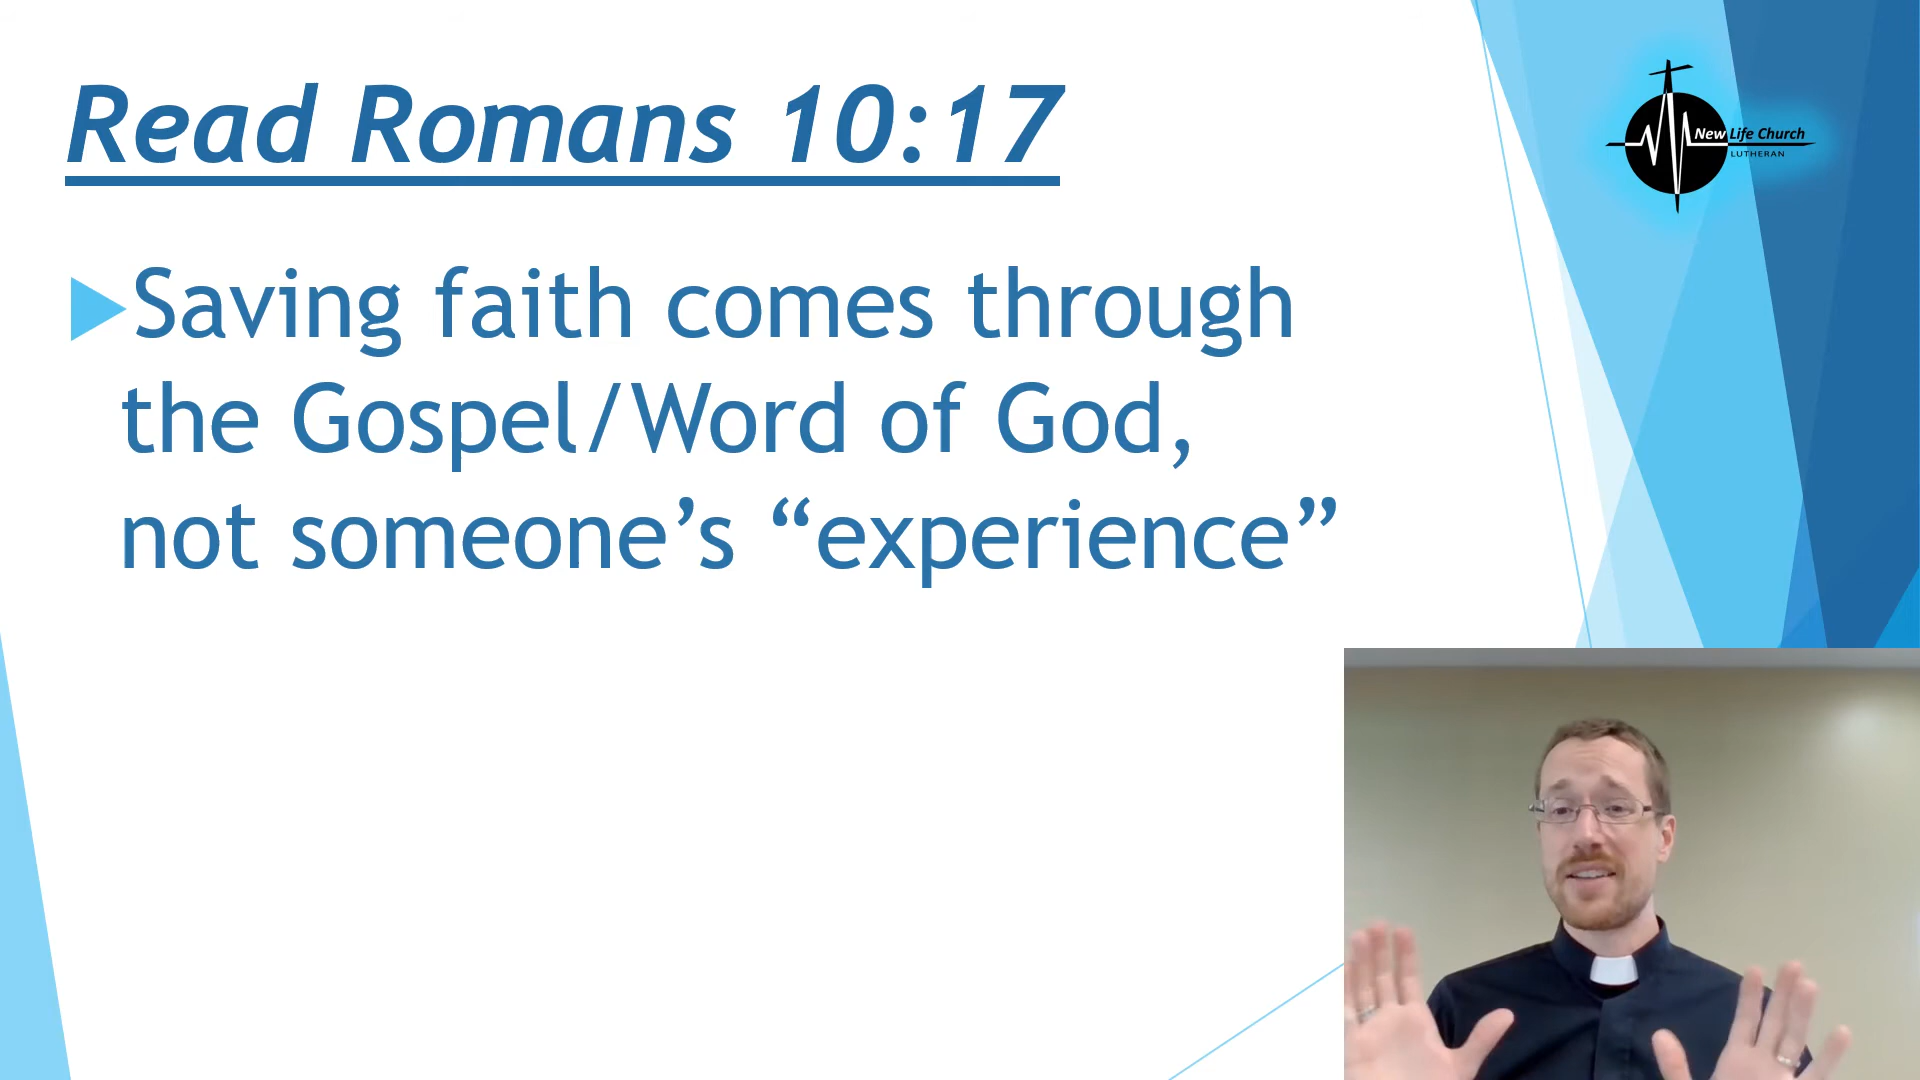 Read Romans 10:17
New Life Church
LUTHERAN
Saving faith comes through
the Gospel/Word of God,
not someone’s “experience”